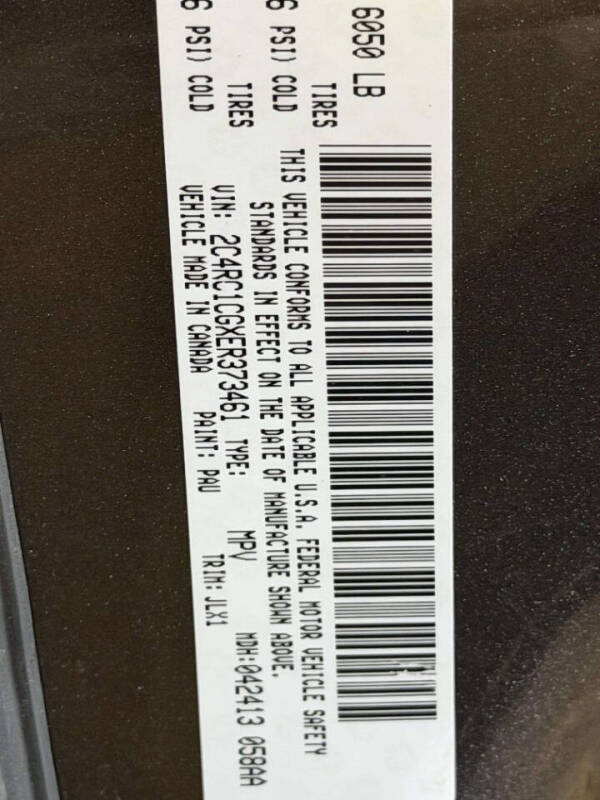 6050 LB
TIRES
6 PSI) COLD
TIRES
6 PSI) COLD
THIS VEHICLE CONFORMS TO ALL APPLICABLE U.S.A. FEDERAL MOTOR VEHICLE SAFETY
STANDARDS IN EFFECT ON THE DATE OF MANUFACTURE SHOWN ABOVE.
VIN: 2C4RC1CGXER373461 TYPE: MPV MDH:042413 058AA
VEHICLE MADE IN CANADA PAINT: PAU TRIM: JLX1